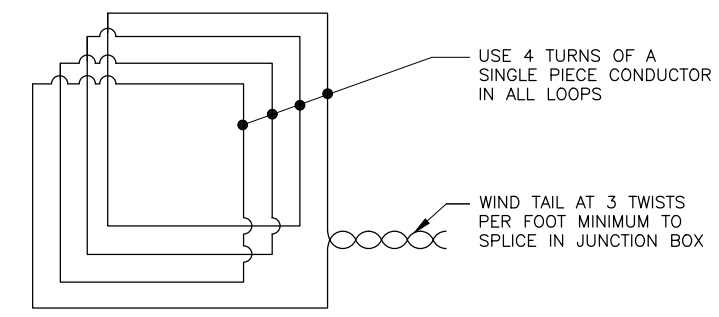 USE 4 TURNS OF A
SINGLE PIECE CONDUCTOR
IN ALL LOOPS
WIND TAIL AT 3 TWISTS
PER FOOT MINIMUM TO
SPLICE IN JUNCTION BOX